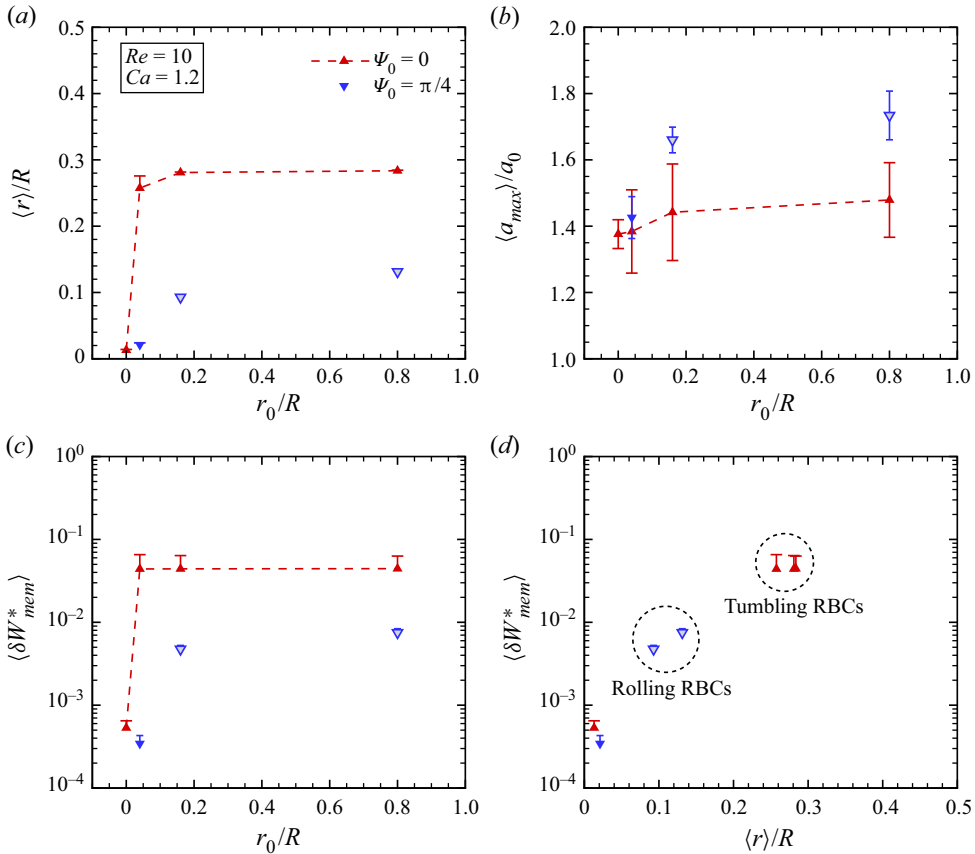 (a)
0.5
0.4
0.3
0.2
0.1
0
⟨r⟩/R
Re = 10
Ca = 1.2
Ψ0 = 0
Ψ0 = π/4
0 0.2 0.4 0.6 0.8 1.0
r0/R
(b)
2.0
1.8
1.6
1.4
1.2
1.0
⟨amax⟩/a0
0 0.2 0.4 0.6 0.8 1.0
r0/R
(c)
10^0
10^–1
10^–2
10^–3
10^–4
⟨δW*mem⟩
0 0.2 0.4 0.6 0.8 1.0
r0/R
(d)
10^0
10^–1
10^–2
10^–3
10^–4
⟨δW*mem⟩
Tumbling RBCs
Rolling RBCs
0 0.1 0.2 0.3 0.4 0.5
⟨r⟩/R